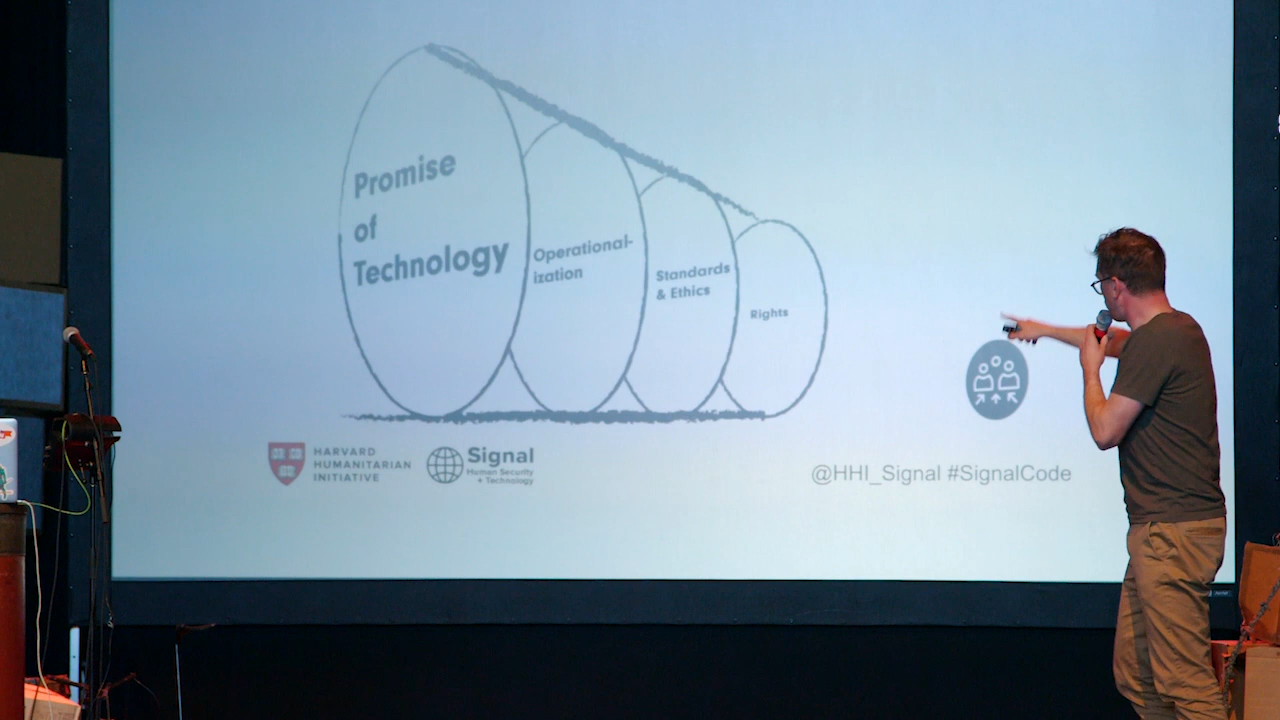 Promise
of
Technology
Operational-
ization
Standards
& Ethics
Rights
HARVARD
HUMANITARIAN
INITIATIVE
Signal
Human Security
+ Technology
@HHI_Signal #SignalCode